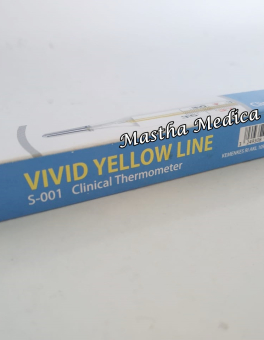 Mastha Medica
VIVID YELLOW LINE
S-001 Clinical Thermometer